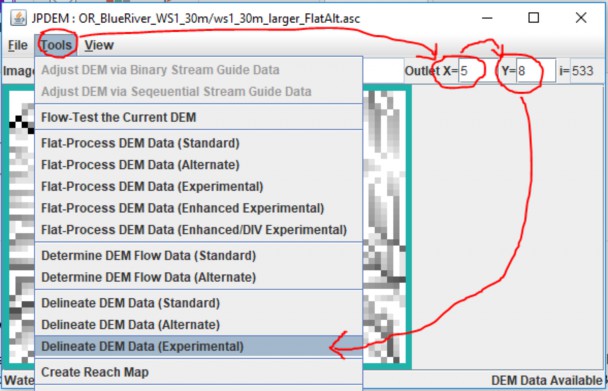 JPDEM : OR_BlueRiver_WS1_30m/ws1_30m_larger_FlatAlt.asc
File Tools View
Image Outlet X= 5 Y= 8 i= 533
Adjust DEM via Binary Stream Guide Data
Adjust DEM via Seqeuential Stream Guide Data
Flow-Test the Current DEM
Flat-Process DEM Data (Standard)
Flat-Process DEM Data (Alternate)
Flat-Process DEM Data (Experimental)
Flat-Process DEM Data (Enhanced Experimental)
Flat-Process DEM Data (Enhanced/DIV Experimental)
Determine DEM Flow Data (Standard)
Determine DEM Flow Data (Alternate)
Delineate DEM Data (Standard)
Delineate DEM Data (Alternate)
Delineate DEM Data (Experimental)
Create Reach Map
Wate DEM Data Available